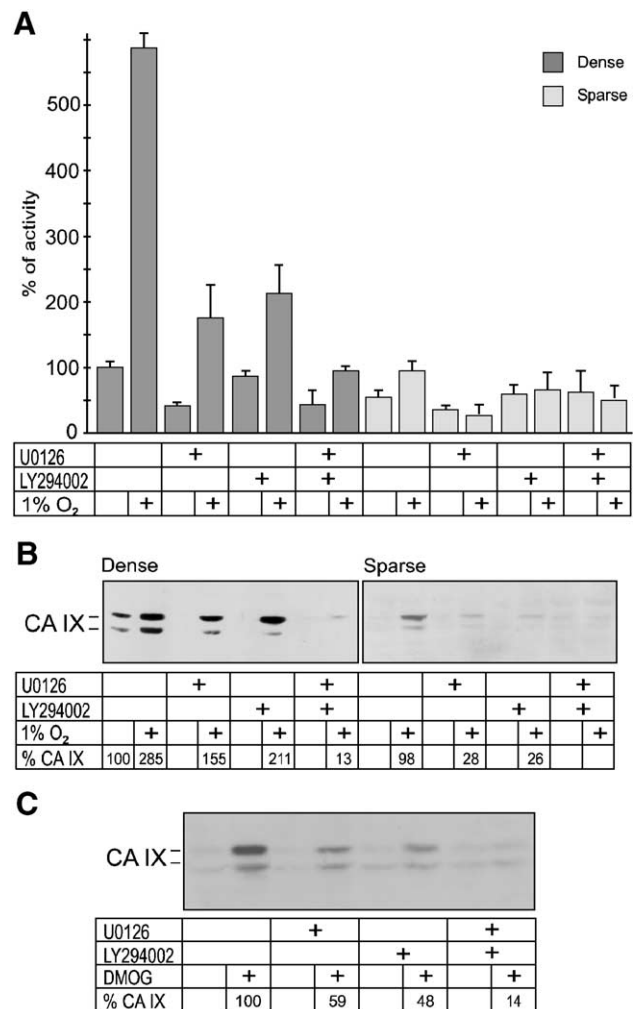 A
% of activity
500
400
300
200
100
0
Dense
Sparse
U0126 + + + +
LY294002 + + + +
1% O₂ + + + + + + + +
B
Dense Sparse
CA IX
U0126 + + + +
LY294002 + + + +
1% O₂ + + + + + + + +
% CA IX 100 285 155 211 13 98 28 26
C
CA IX
U0126 + +
LY294002 + +
DMOG + + + +
% CA IX 100 59 48 14